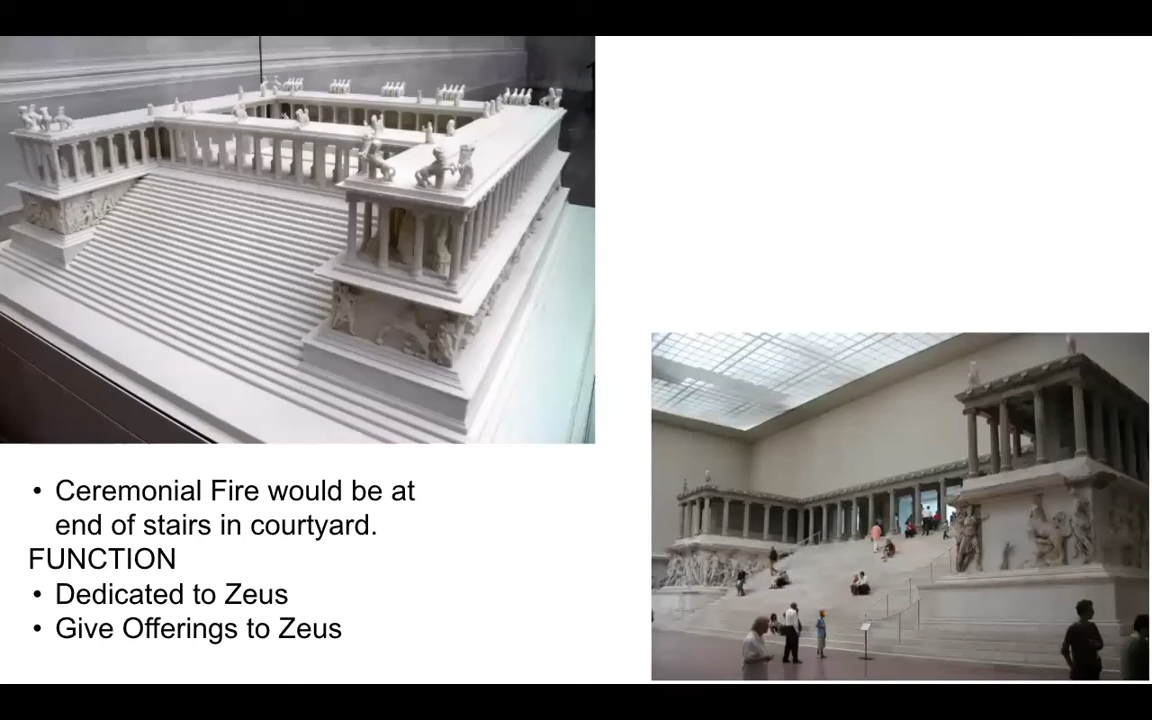 • Ceremonial Fire would be at
end of stairs in courtyard.
FUNCTION
• Dedicated to Zeus
• Give Offerings to Zeus